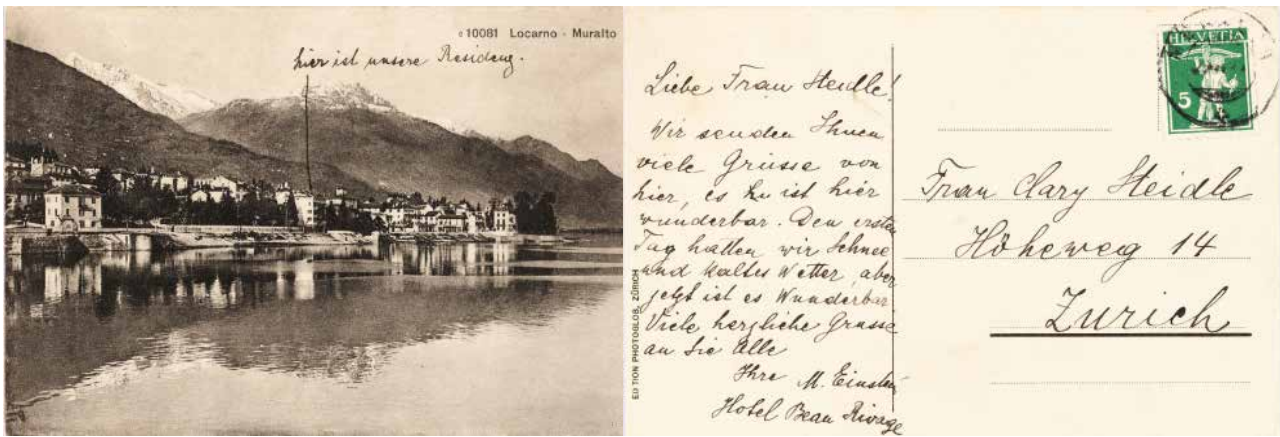 10081 Locarno - Muralto
hier ist unsere Residenz.
Liebe Frau Steidle!
Wir senden Ihnen
viele Grüsse von
hier, es ist hier
wunderbar. Den ersten
Tag hatten wir Schnee
und kaltes Wetter, aber
jetzt ist es Wunderbar
Viele herzliche Grüsse
an Sie Alle
Ihre M. Einstein
Hotel Beau Rivage
EDITION PHOTOGLOB, ZÜRICH
HELVETIA
5
Frau Clary Steidle
Höheweg 14
Zurich